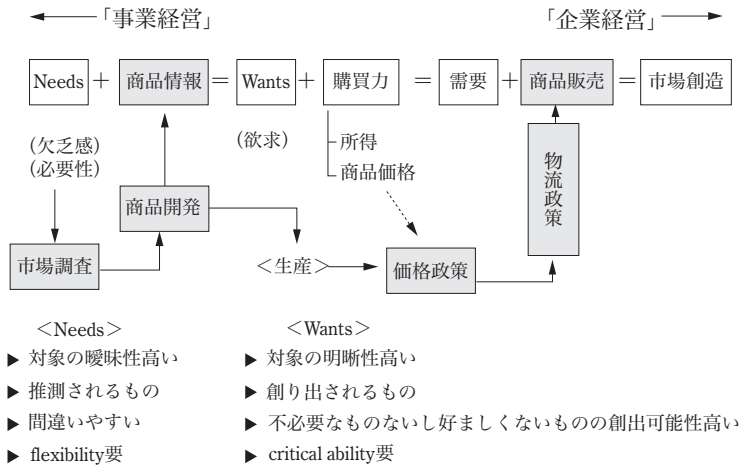 「事業経営」 「企業経営」
Needs + 商品情報 = Wants + 購買力 = 需要 + 商品販売 = 市場創造
(欠乏感)
(必要性)
(欲求)
所得
商品価格
物流政策
商品開発
市場調査
＜生産＞
価格政策
＜Needs＞
▶ 対象の曖昧性高い
▶ 推測されるもの
▶ 間違いやすい
▶ flexibility要
＜Wants＞
▶ 対象の明晰性高い
▶ 創り出されるもの
▶ 不必要なものないし好ましくないものの創出可能性高い
▶ critical ability要